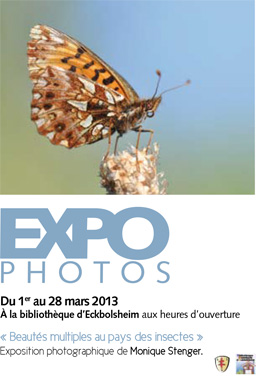 EXPO
PHOTOS
Du 1er au 28 mars 2013
À la bibliothèque d'Eckbolsheim aux heures d'ouverture
« Beautés multiples au pays des insectes »
Exposition photographique de Monique Stenger.